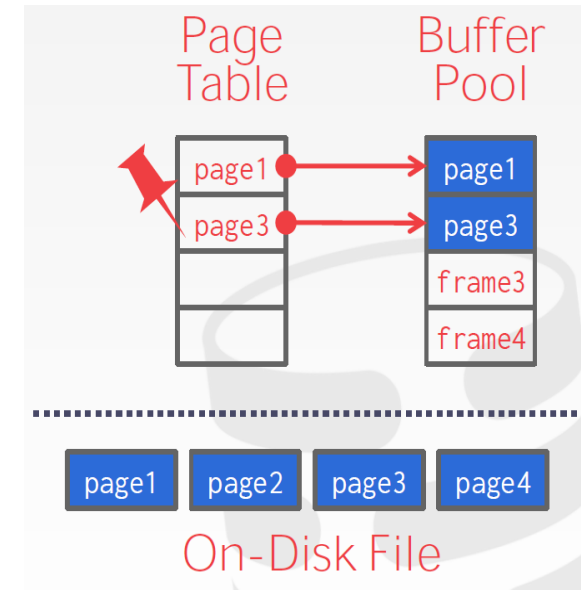 Page
Table
Buffer
Pool
page1
page3
page1
page3
frame3
frame4
page1 page2 page3 page4
On-Disk File